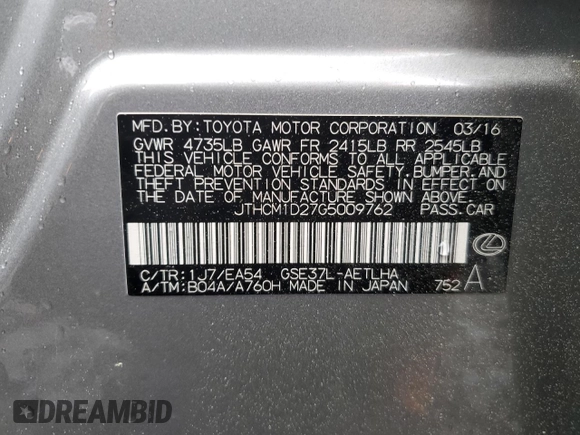 MFD.BY:TOYOTA MOTOR CORPORATION 03/16
GVWR 4735LB GAWR FR 2415LB RR 2545LB
THIS VEHICLE CONFORMS TO ALL APPLICABLE
FEDERAL MOTOR VEHICLE SAFETY,BUMPER,AND
THEFT PREVENTION STANDARDS IN EFFECT ON
THE DATE OF MANUFACTURE SHOWN ABOVE.
JTHCM1D27G5009762 PASS.CAR
1
C/TR:1J7/EA54 GSE37L-AETLHA
A/TM:B04A/A760H MADE IN JAPAN 752 A
DREAMBID